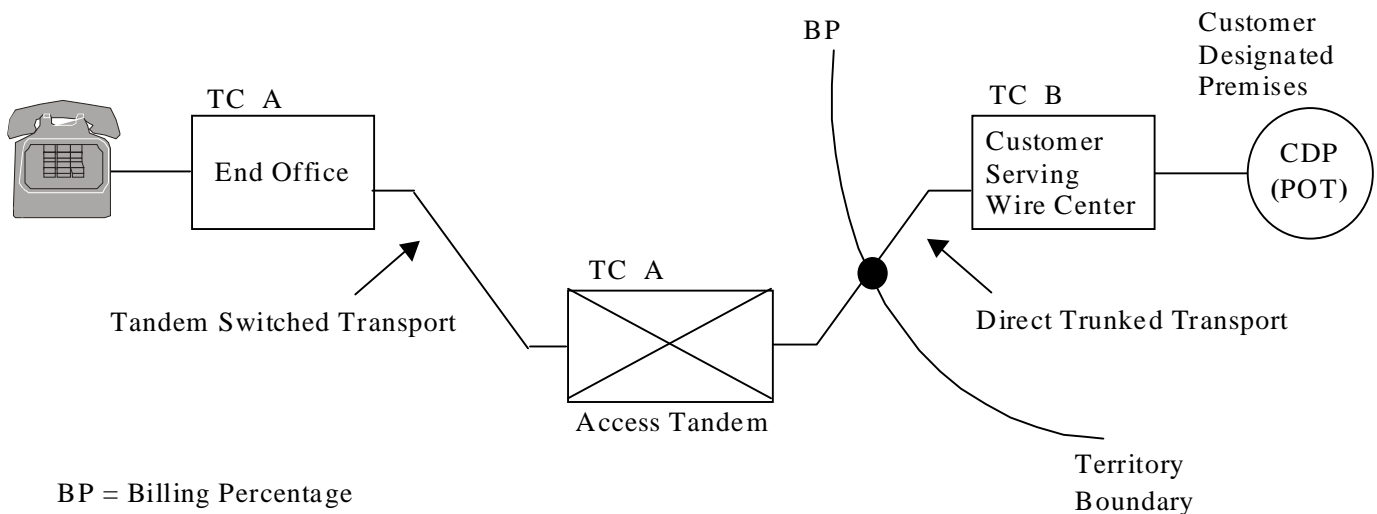 BP
Customer
Designated
Premises
TC A
TC B
End Office
Customer
Serving
Wire Center
CDP
(POT)
TC A
Tandem Switched Transport
Direct Trunked Transport
Access Tandem
Territory
Boundary
BP = Billing Percentage